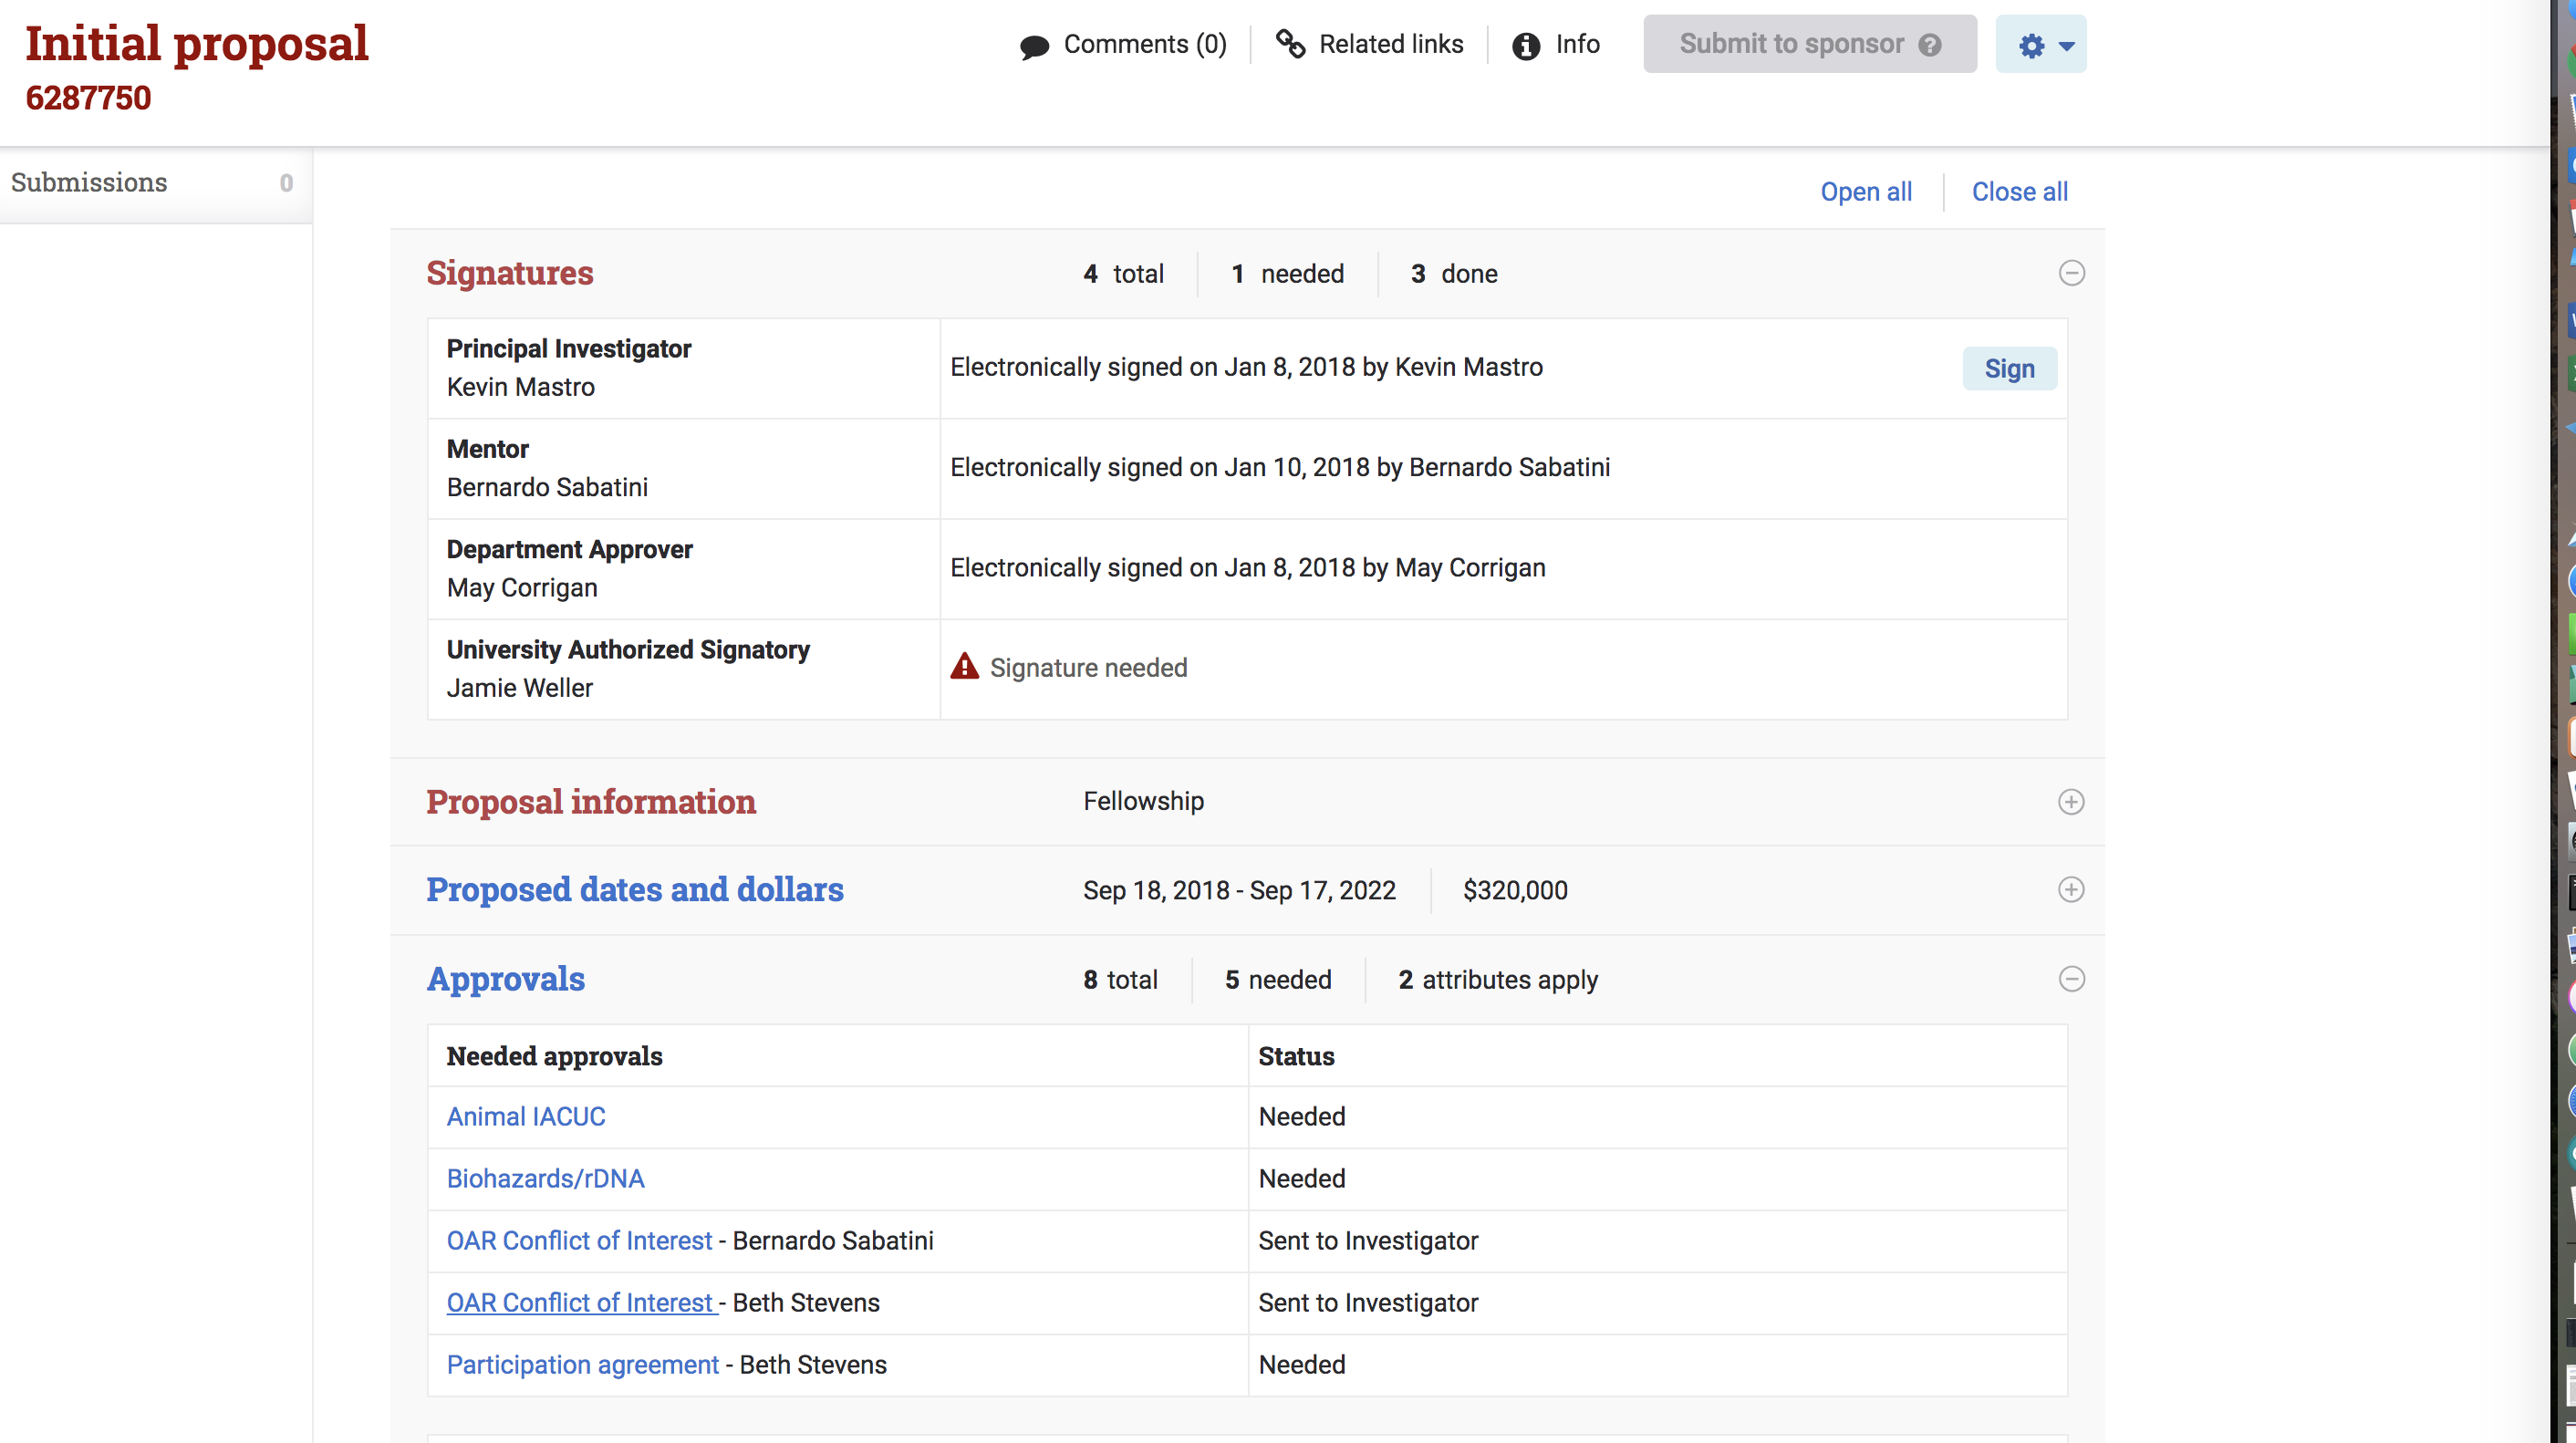 Initial proposal
6287750
Comments (0)
Related links
Info
Submit to sponsor ?
Submissions 0
Open all
Close all
Signatures 4 total 1 needed 3 done
Principal Investigator
Kevin Mastro
Electronically signed on Jan 8, 2018 by Kevin Mastro
Sign
Mentor
Bernardo Sabatini
Electronically signed on Jan 10, 2018 by Bernardo Sabatini
Department Approver
May Corrigan
Electronically signed on Jan 8, 2018 by May Corrigan
University Authorized Signatory
Jamie Weller
Signature needed
Proposal information Fellowship
Proposed dates and dollars Sep 18, 2018 - Sep 17, 2022 $320,000
Approvals 8 total 5 needed 2 attributes apply
Needed approvals Status
Animal IACUC Needed
Biohazards/rDNA Needed
OAR Conflict of Interest - Bernardo Sabatini Sent to Investigator
OAR Conflict of Interest - Beth Stevens Sent to Investigator
Participation agreement - Beth Stevens Needed